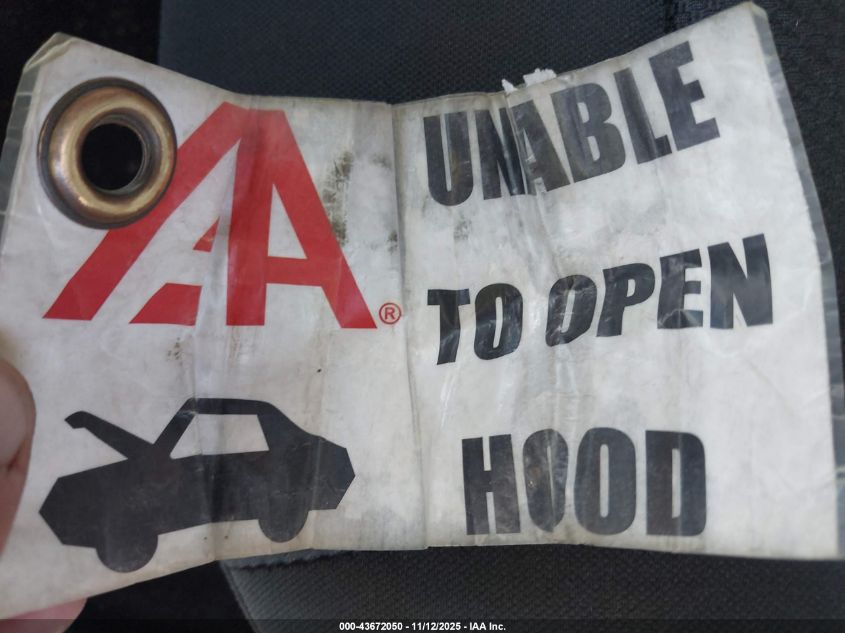 IAA®
UNABLE
TO OPEN
HOOD
000-43672050 - 11/12/2025 - IAA Inc.